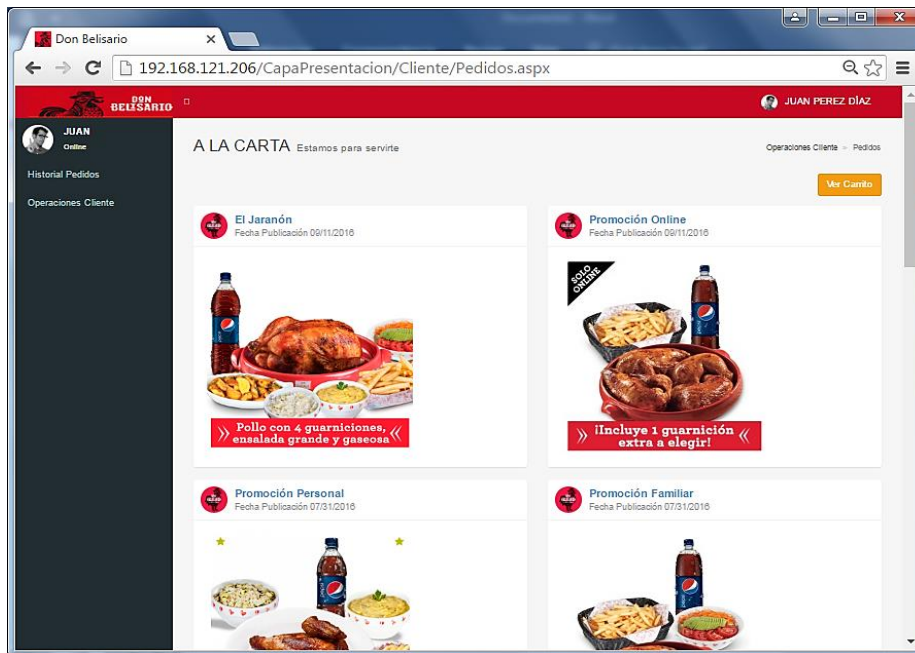 Don Belisario
192.168.121.206/CapaPresentacion/Cliente/Pedidos.aspx
DON
BELISARIO
JUAN PEREZ DÍAZ
JUAN
Online
Historial Pedidos
Operaciones Cliente
A LA CARTA Estamos para servirte
Operaciones Cliente > Pedidos
Ver Carrito
El Jaranón
Fecha Publicación 09/11/2016
Pollo con 4 guarniciones,
ensalada grande y gaseosa
Promoción Online
Fecha Publicación 09/11/2016
SOLO
ONLINE
¡Incluye 1 guarnición
extra a elegir!
Promoción Personal
Fecha Publicación 07/31/2016
Promoción Familiar
Fecha Publicación 07/31/2016
pepsi